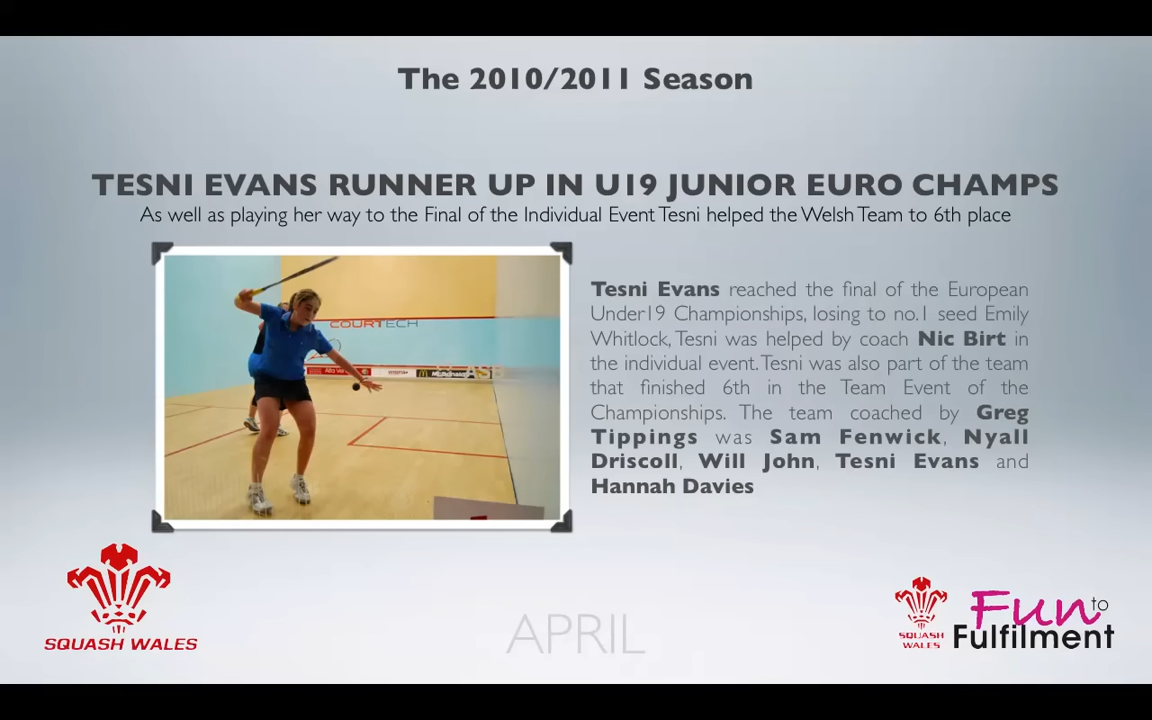 The 2010/2011 Season
TESNI EVANS RUNNER UP IN U19 JUNIOR EURO CHAMPS
As well as playing her way to the Final of the Individual Event Tesni helped the Welsh Team to 6th place
COURTECH
McDonald's
Tesni Evans reached the final of the European
Under19 Championships, losing to no.1 seed Emily
Whitlock, Tesni was helped by coach Nic Birt in
the individual event. Tesni was also part of the team
that finished 6th in the Team Event of the
Championships. The team coached by Greg
Tippings was Sam Fenwick, Nyall
Driscoll, Will John, Tesni Evans and
Hannah Davies
SQUASH WALES
APRIL
SQUASH
WALES
Fun to
Fulfilment